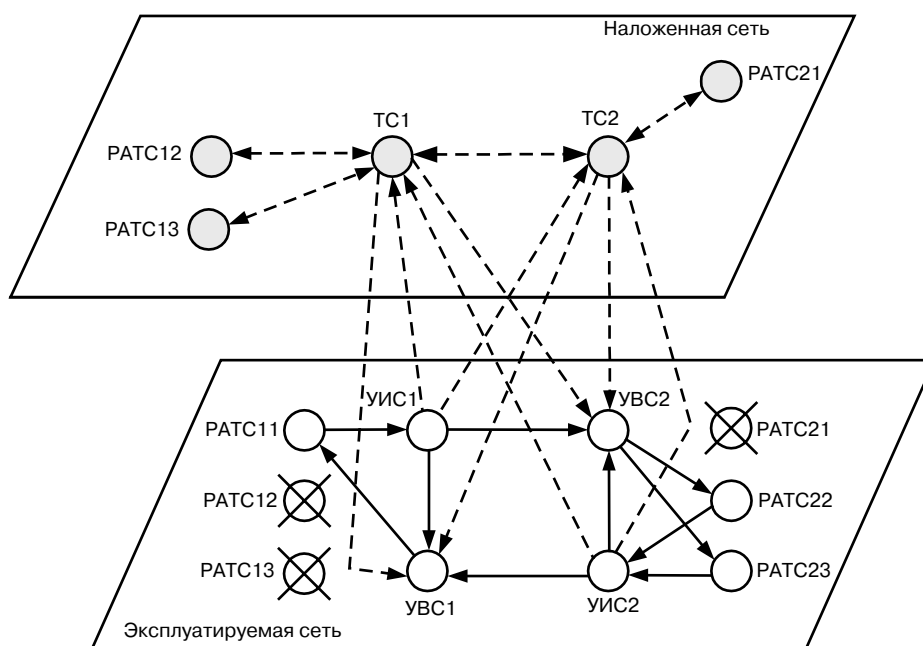 Наложенная сеть
РАТС21
ТС1
ТС2
РАТС12
РАТС13
УИС1
УВС2
РАТС11
РАТС21
РАТС12
РАТС22
РАТС13
РАТС23
УВС1
УИС2
Эксплуатируемая сеть